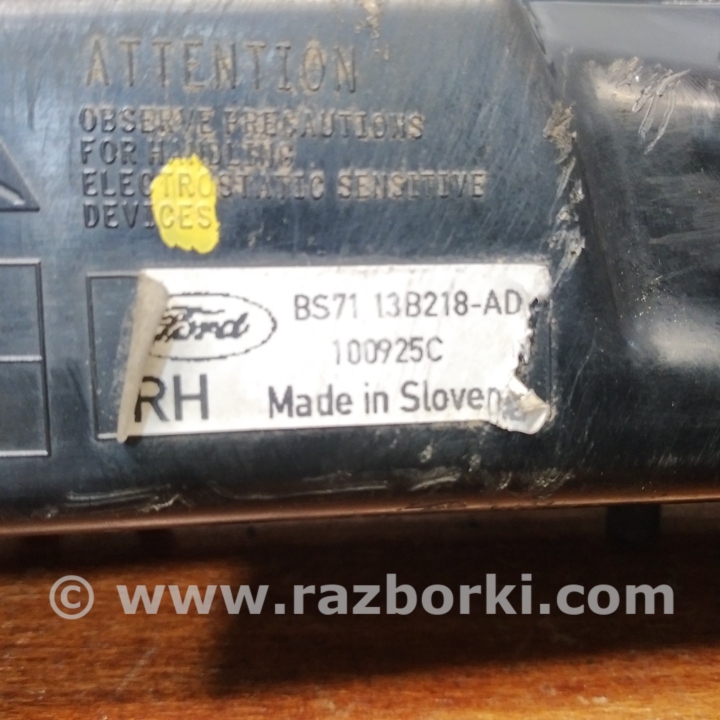 ATTENTION
OBSERVE PRECAUTIONS
FOR HANDLING
ELECTROSTATIC SENSITIVE
DEVICES
Ford
BS71 13B218-AD
100925C
RH Made in Sloven
© www.razborki.com